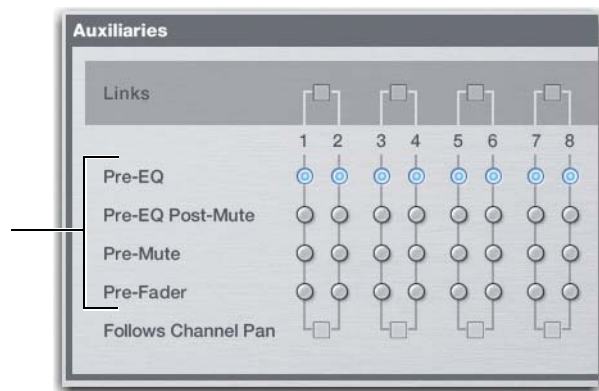 Auxiliaries
Links
1 2 3 4 5 6 7 8
Pre-EQ
Pre-EQ Post-Mute
Pre-Mute
Pre-Fader
Follows Channel Pan